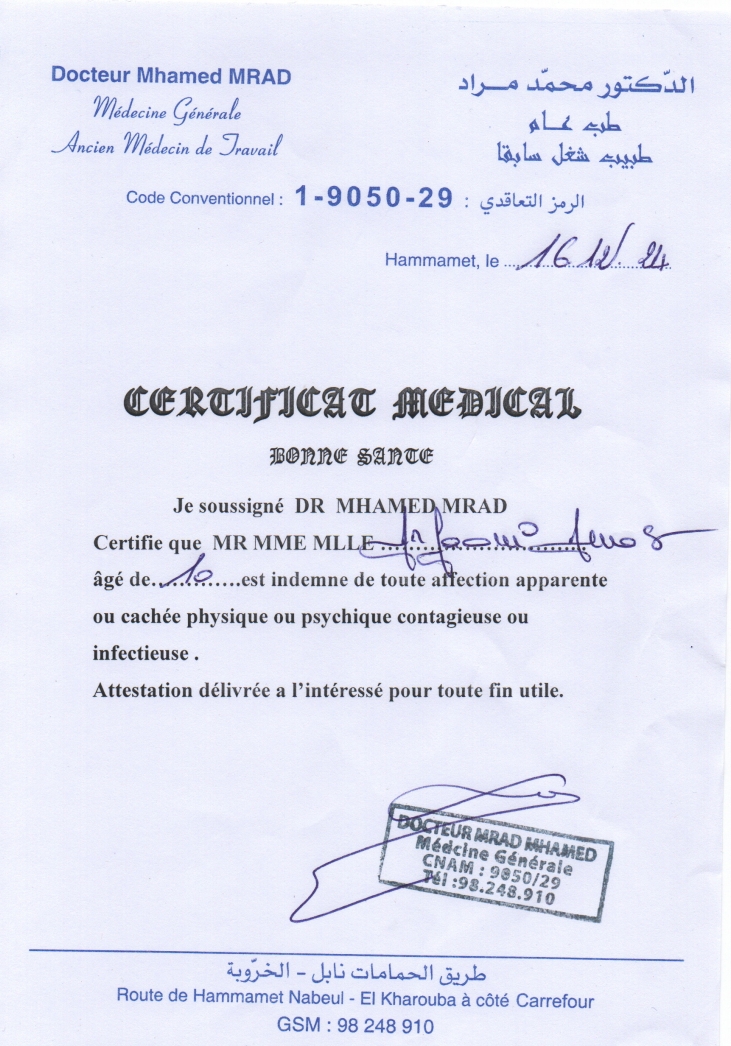 Docteur Mhamed MRAD
Médecine Générale
Ancien Médecin de Travail
الدّكتور محمّد مراد
طب عام
طبيب شغل سابقا
Code Conventionnel : 1-9050-29 : الرمز التعاقدي
Hammamet, le ... 16 12/. 24
CERTIFICAT MEDICAL
BONNE SANTE
Je soussigné DR MHAMED MRAD
Certifie que MR MME MLLE
âgé de...10......est indemne de toute affection apparente
ou cachée physique ou psychique contagieuse ou
infectieuse .
Attestation délivrée a l’intéressé pour toute fin utile.
DOCTEUR MRAD MHAMED
Médcine Générale
CNAM : 9850/29
Tél :98.248.910
طريق الحمامات نابل - الخرّوبة
Route de Hammamet Nabeul - El Kharouba à côté Carrefour
GSM : 98 248 910